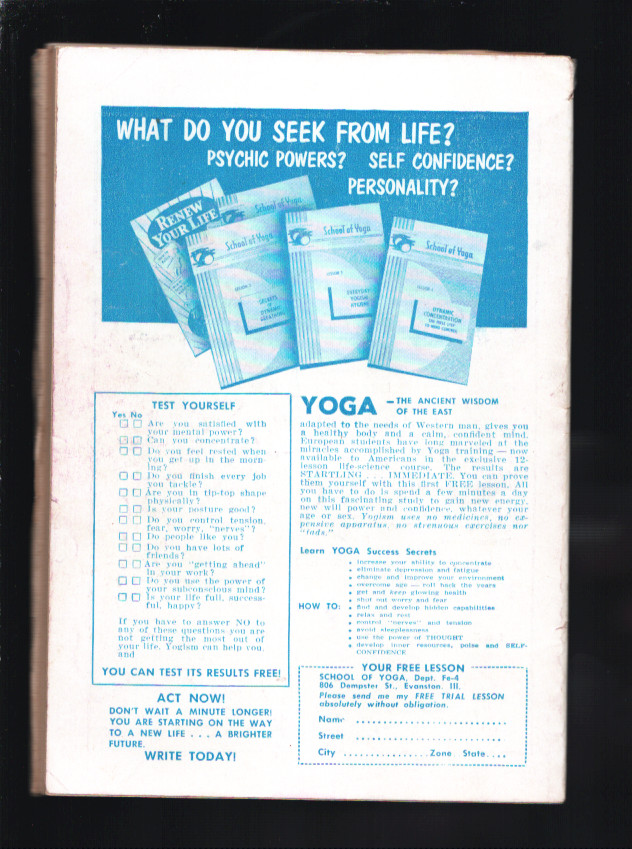 WHAT DO YOU SEEK FROM LIFE?
PSYCHIC POWERS? SELF CONFIDENCE?
PERSONALITY?
RENEW
YOUR LIFE
School of Yoga
School of Yoga
LESSON 1
SECRETS
OF
DYNAMIC
School of Yoga
EVERYDAY
HYGIENE
School of Yoga
DYNAMIC
CONCENTRATION
TEST YOURSELF
Yes No
Are you satisfied with
your mental power?
Can you concentrate?
Do you feel rested when
you get up in the morn-
ing?
Do you finish every job
you tackle?
Are you in tip-top shape
physically?
Is your posture good?
Do you control tension,
fear, worry, "nerves"?
Do people like you?
Do you have lots of
friends?
Are you "getting ahead"
in your work?
Do you use the power of
your subconscious mind?
Is your life full, success-
ful, happy?
If you have to answer NO to
any of these questions you are
not getting the most out of
your life. Yogism can help you,
and
YOU CAN TEST ITS RESULTS FREE!
ACT NOW!
DON'T WAIT A MINUTE LONGER!
YOU ARE STARTING ON THE WAY
TO A NEW LIFE . . . A BRIGHTER
FUTURE.
WRITE TODAY!
YOGA —THE ANCIENT WISDOM
OF THE EAST
adapted to the needs of Western man, gives you
a healthy body and a calm, confident mind.
European students have long marveled at the
miracles accomplished by Yoga training — now
available to Americans in the exclusive 12-
lesson life-science course. The results are
STARTLING . . . IMMEDIATE. You can prove
them yourself with this first FREE lesson. All
you have to do is spend a few minutes a day
on this fascinating study to gain new energy,
new will power and confidence, whatever your
age or sex. Yogism uses no medicines, no ex-
pensive apparatus, no strenuous exercises nor
"fads."
Learn YOGA Success Secrets
HOW TO:
• increase your ability to concentrate
• eliminate depression and fatigue
• change and improve your environment
• overcome age — roll back the years
• get and keep glowing health
• shut out worry and fear
• find and develop hidden capabilities
• relax and rest
• control "nerves" and tension
• avoid sleeplessness
• use the power of THOUGHT
• develop inner resources, poise and SELF-
CONFIDENCE
YOUR FREE LESSON
SCHOOL OF YOGA, Dept. Fe-4
806 Dempster St., Evanston. Ill.
Please send me my FREE TRIAL LESSON
absolutely without obligation.
Name
Street
City Zone State